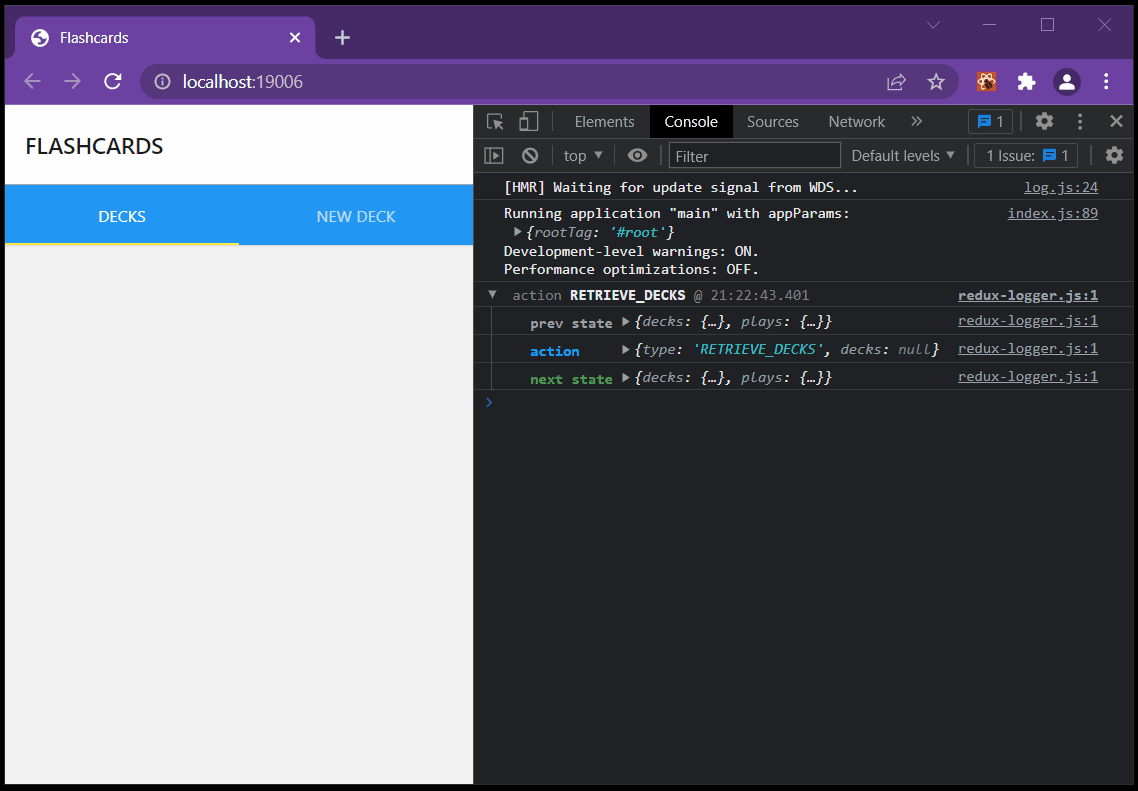 Flashcards
localhost:19006
FLASHCARDS
DECKS NEW DECK
Elements Console Sources Network » 1
top Filter Default levels 1 Issue: 1
[HMR] Waiting for update signal from WDS... log.js:24
Running application "main" with appParams: index.js:89
{rootTag: '#root'}
Development-level warnings: ON.
Performance optimizations: OFF.
action RETRIEVE_DECKS @ 21:22:43.401 redux-logger.js:1
prev state {decks: {…}, plays: {…}} redux-logger.js:1
action {type: 'RETRIEVE_DECKS', decks: null} redux-logger.js:1
next state {decks: {…}, plays: {…}} redux-logger.js:1